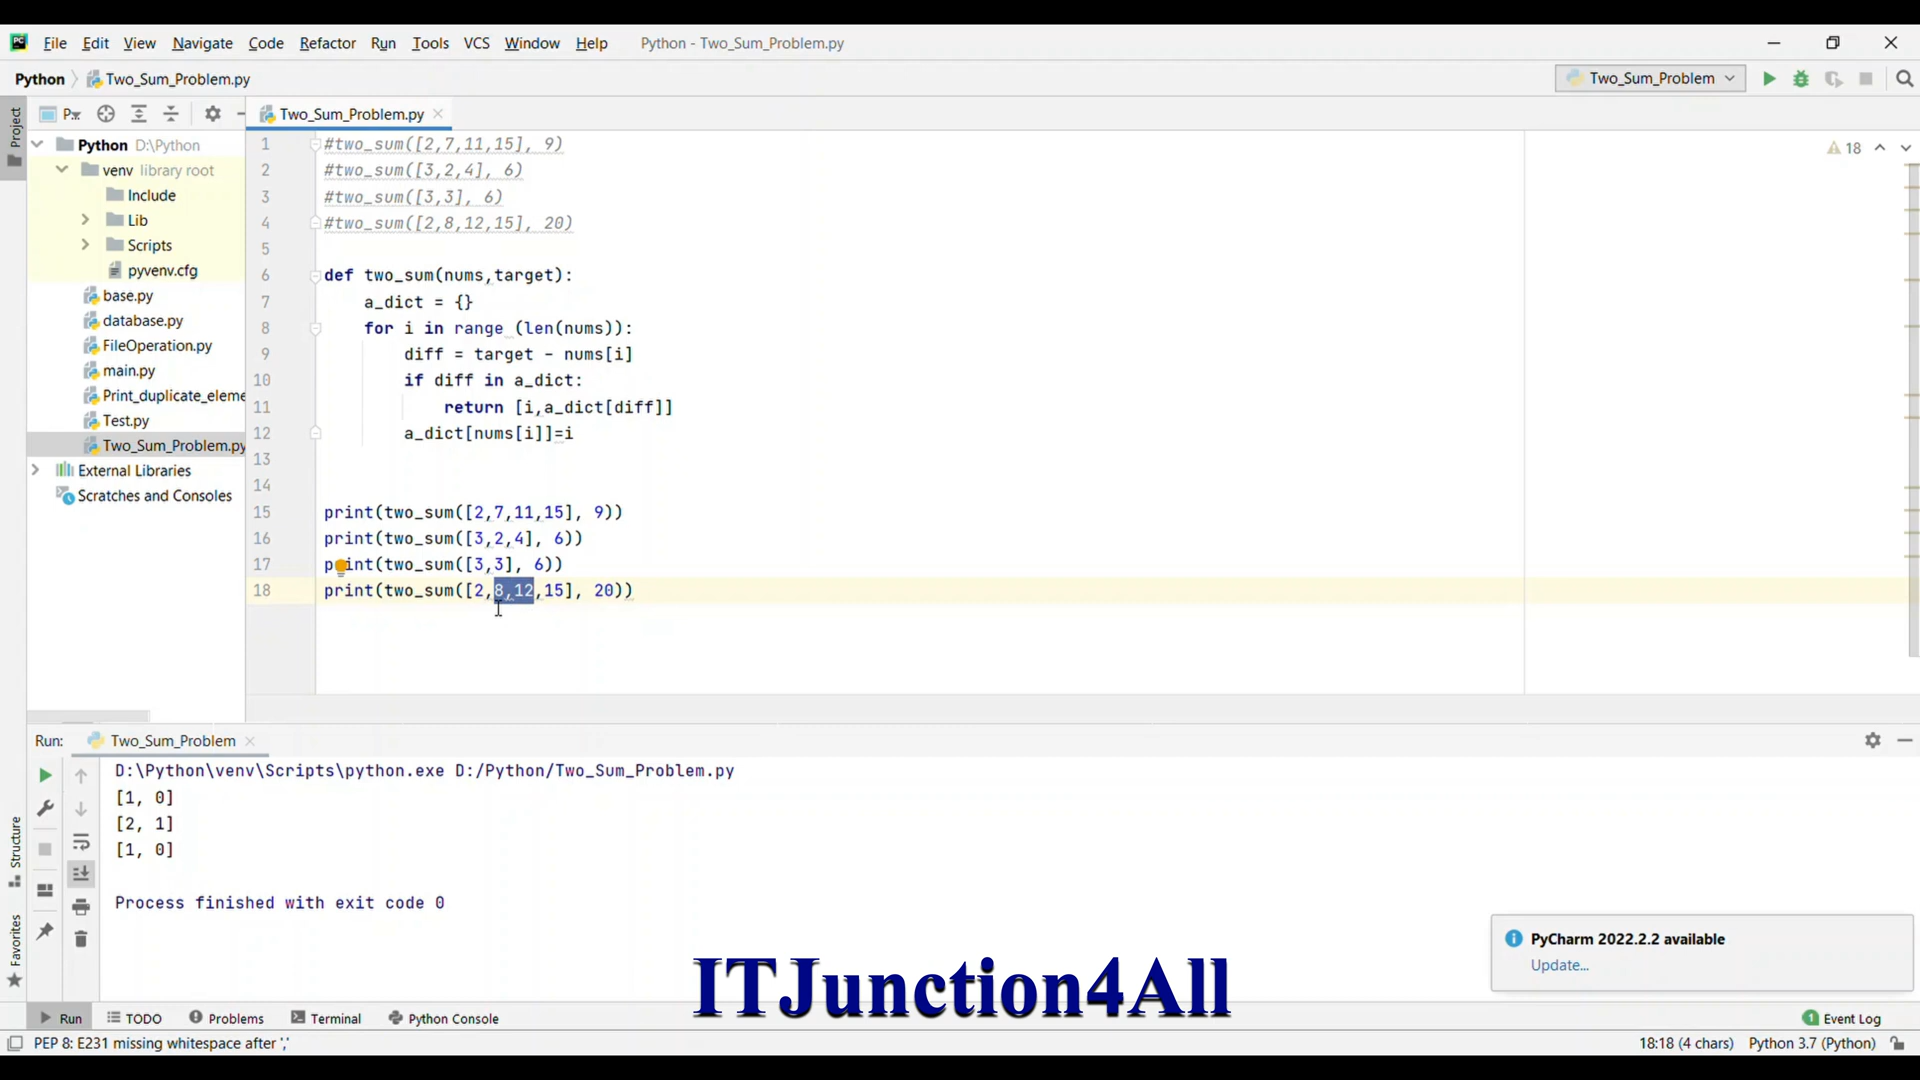 File Edit View Navigate Code Refactor Run Tools VCS Window Help Python - Two_Sum_Problem.py
Python Two_Sum_Problem.py
Two_Sum_Problem
Project
Two_Sum_Problem.py
Python D:\Python
venv library root
Include
Lib
Scripts
pyvenv.cfg
base.py
database.py
FileOperation.py
main.py
Print_duplicate_eleme
Test.py
Two_Sum_Problem.py
External Libraries
Scratches and Consoles
18
1 #two_sum([2,7,11,15], 9)
2 #two_sum([3,2,4], 6)
3 #two_sum([3,3], 6)
4 #two_sum([2,8,12,15], 20)
5
6 def two_sum(nums,target):
7 a_dict = {}
8 for i in range (len(nums)):
9 diff = target - nums[i]
10 if diff in a_dict:
11 return [i,a_dict[diff]]
12 a_dict[nums[i]]=i
13
14
15 print(two_sum([2,7,11,15], 9))
16 print(two_sum([3,2,4], 6))
17 print(two_sum([3,3], 6))
18 print(two_sum([2,8,12,15], 20))
Run: Two_Sum_Problem
D:\Python\venv\Scripts\python.exe D:/Python/Two_Sum_Problem.py
[1, 0]
[2, 1]
[1, 0]
Process finished with exit code 0
Structure
Favorites
PyCharm 2022.2.2 available
Update...
ITJunction4All
Run TODO Problems Terminal Python Console 1 Event Log
PEP 8: E231 missing whitespace after ',' 18:18 (4 chars) Python 3.7 (Python)